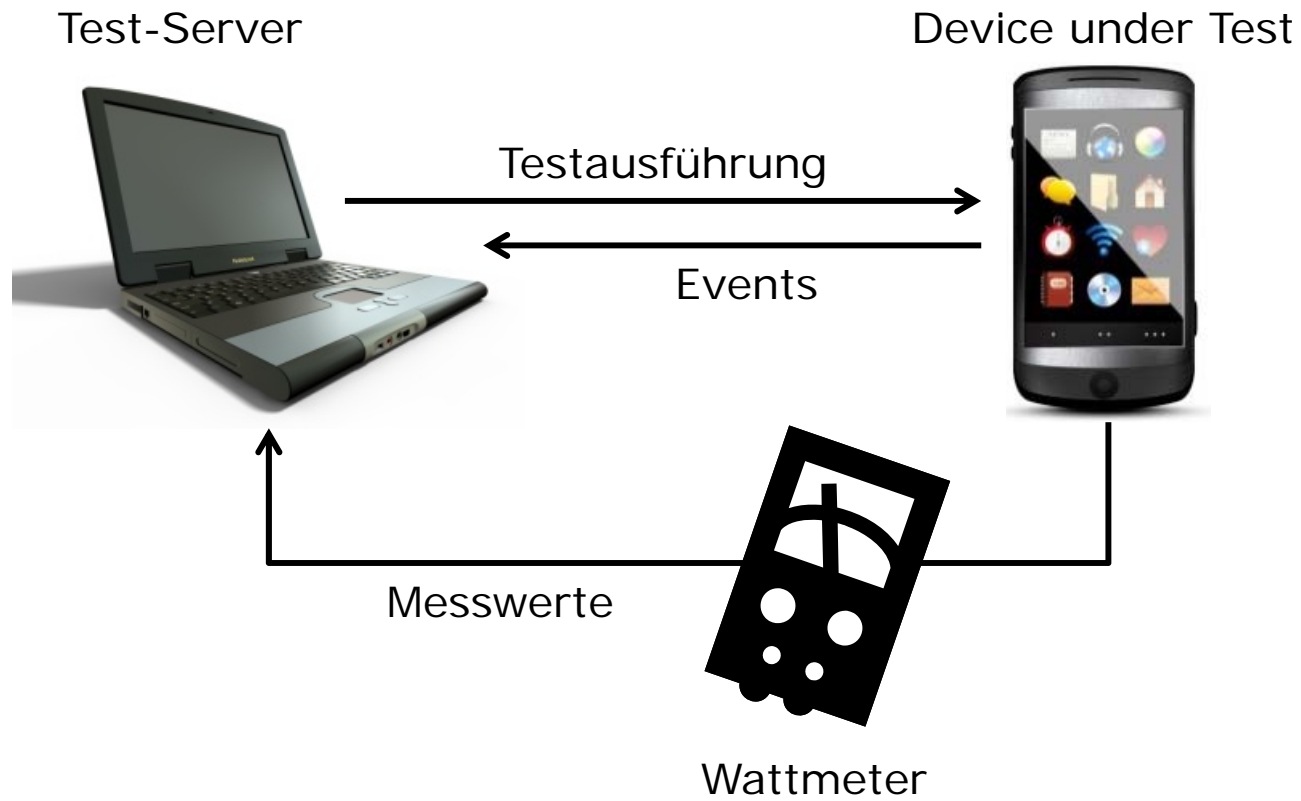 Test-Server
Device under Test
Testausführung
Events
Messwerte
Wattmeter